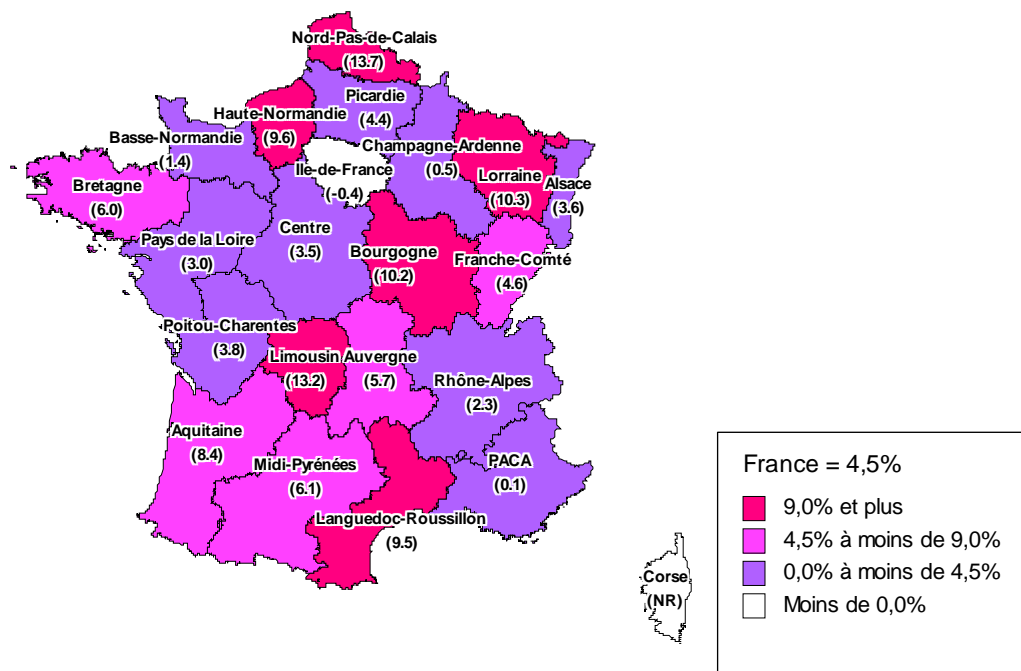 Nord-Pas-de-Calais
(13.7)
Picardie
(4.4)
Haute-Normandie
(9.6)
Basse-Normandie
(1.4)
Champagne-Ardenne
(0.5)
Ile-de-France
(-0.4)
Lorraine
(10.3)
Alsace
(3.6)
Bretagne
(6.0)
Pays de la Loire
(3.0)
Centre
(3.5)
Bourgogne
(10.2)
Franche-Comté
(4.6)
Poitou-Charentes
(3.8)
Limousin
(13.2)
Auvergne
(5.7)
Rhône-Alpes
(2.3)
Aquitaine
(8.4)
Midi-Pyrénées
(6.1)
PACA
(0.1)
Languedoc-Roussillon
(9.5)
Corse
(NR)
France = 4,5%
9,0% et plus
4,5% à moins de 9,0%
0,0% à moins de 4,5%
Moins de 0,0%